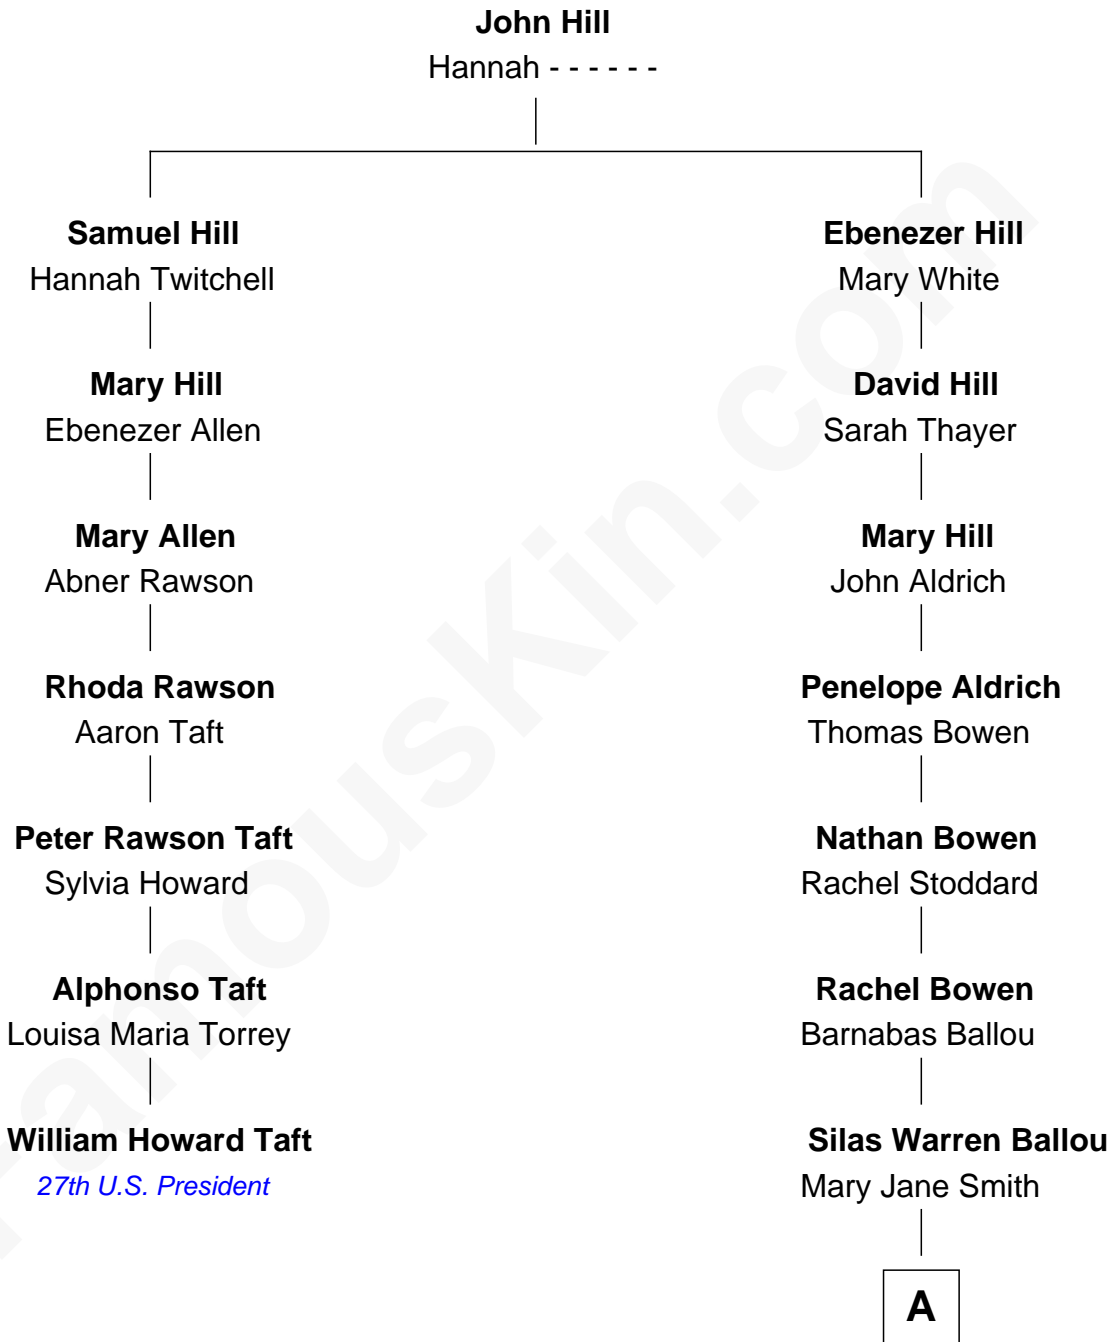 John Hill
Hannah - - - - - -
Samuel Hill
Hannah Twitchell
Mary Hill
Ebenezer Allen
Mary Allen
Abner Rawson
Rhoda Rawson
Aaron Taft
Peter Rawson Taft
Sylvia Howard
Alphonso Taft
Louisa Maria Torrey
William Howard Taft
27th U.S. President
Ebenezer Hill
Mary White
David Hill
Sarah Thayer
Mary Hill
John Aldrich
Penelope Aldrich
Thomas Bowen
Nathan Bowen
Rachel Stoddard
Rachel Bowen
Barnabas Ballou
Silas Warren Ballou
Mary Jane Smith
A
FamousKin.com